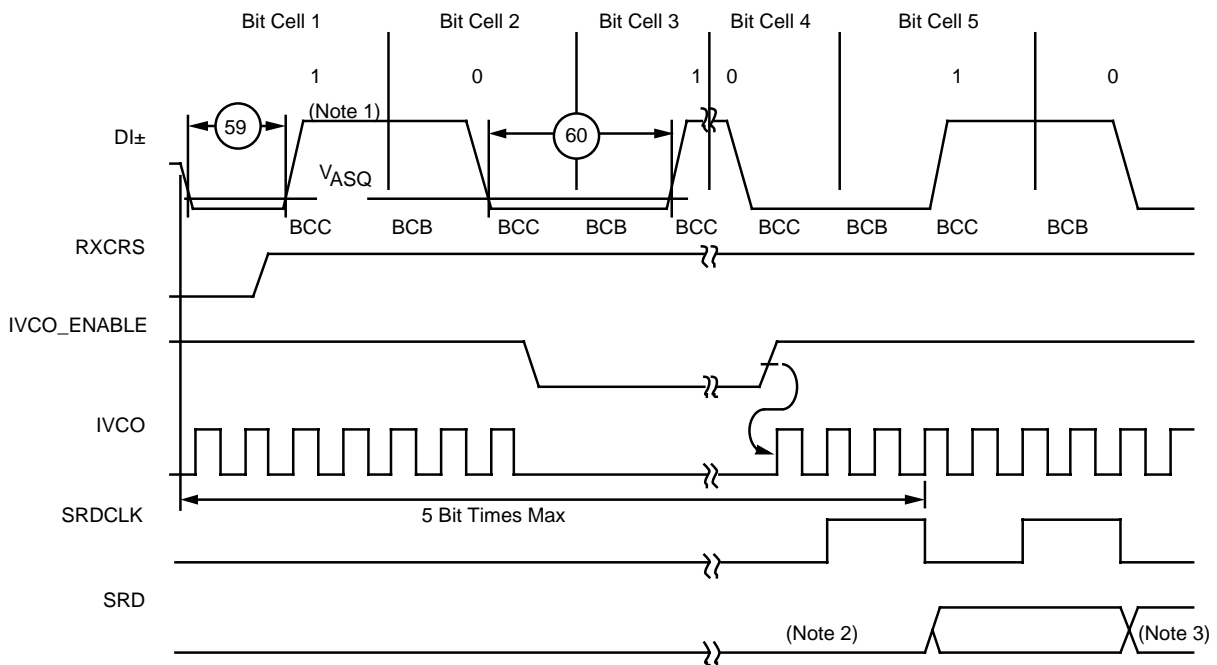 Bit Cell 1 Bit Cell 2 Bit Cell 3 Bit Cell 4 Bit Cell 5
1 0 1 0 1 0
59 (Note 1) 60
DI±
VASQ
BCC BCB BCC BCB BCC BCC BCB BCC BCB
RXCRS
IVCO_ENABLE
IVCO
5 Bit Times Max
SRDCLK
SRD
(Note 2) (Note 3)